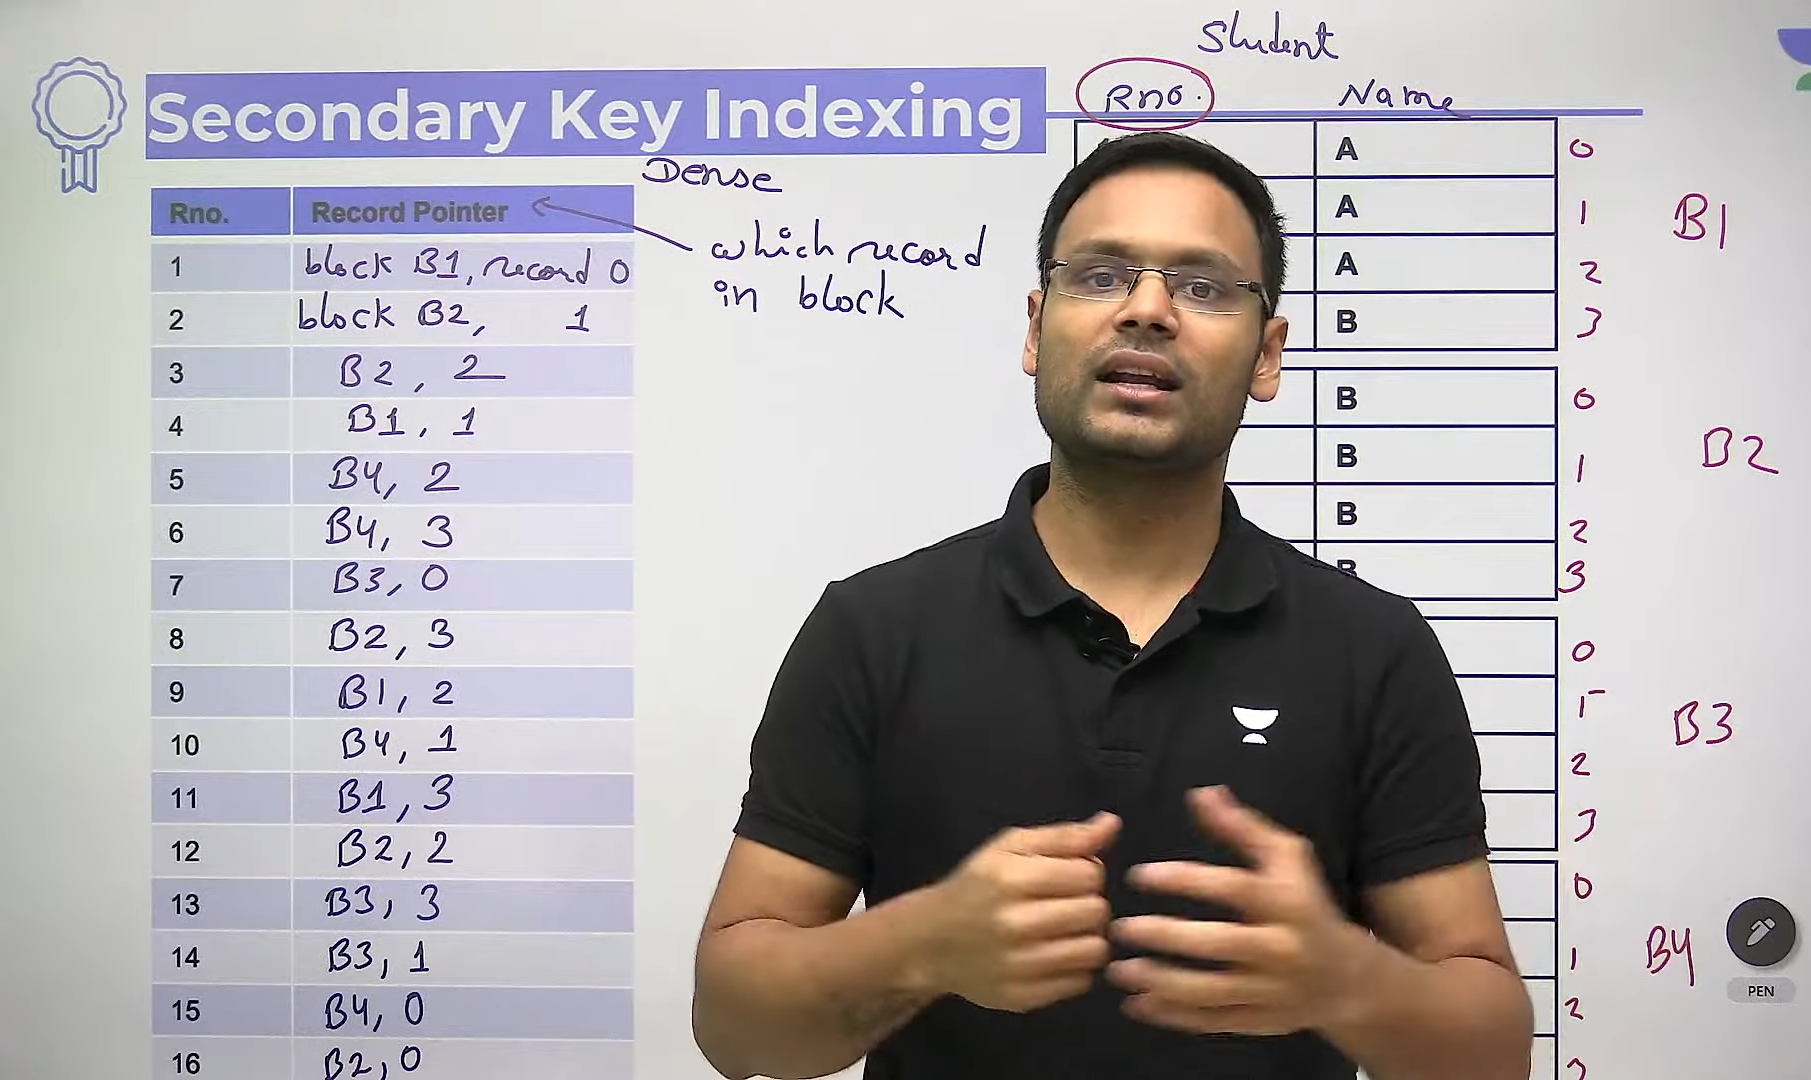 Student
Secondary Key Indexing
Rno. Name
Dense
Rno. Record Pointer
which record
in block
1 block B1, record 0
2 block B2, 1
3 B2, 2
4 B1, 1
5 B4, 2
6 B4, 3
7 B3, 0
8 B2, 3
9 B1, 2
10 B4, 1
11 B1, 3
12 B2, 2
13 B3, 3
14 B3, 1
15 B4, 0
16 B2, 0
A 0
A 1
A 2
B 3
B1
B 0
B 1
B 2
B 3
B2
0
1
2
3
B3
0
1
2
B4
PEN